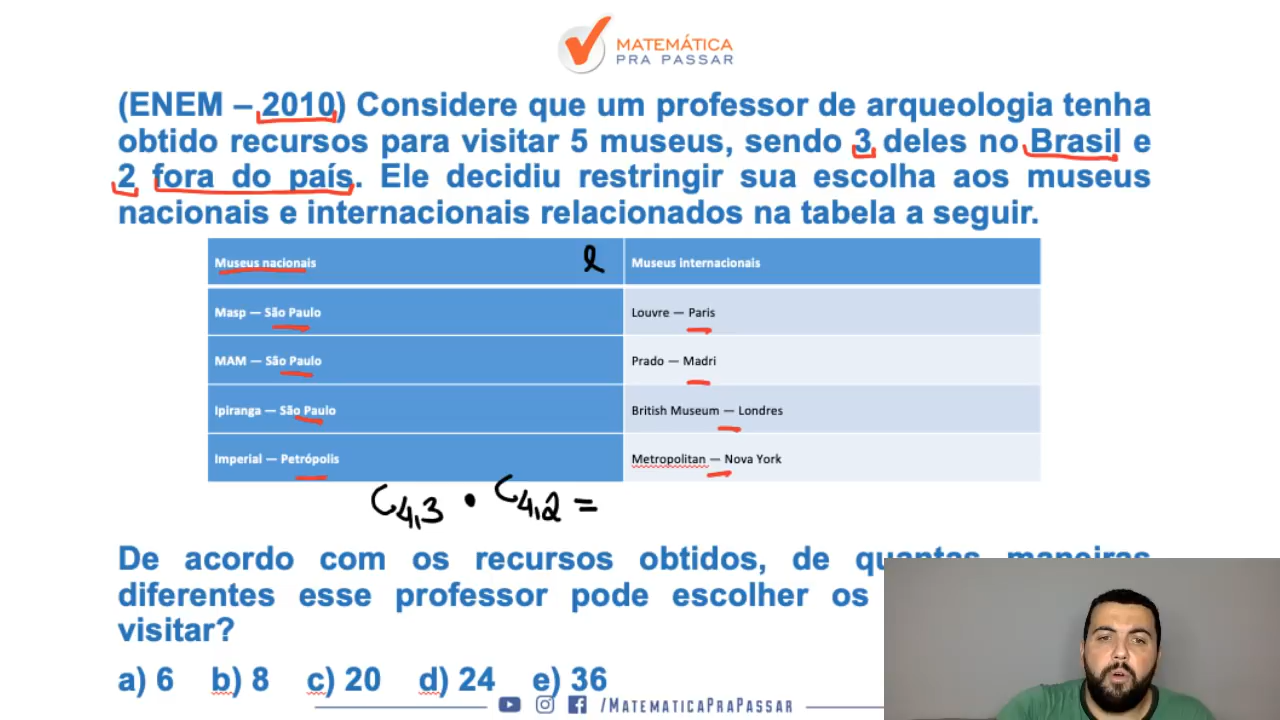 MATEMÁTICA
PRA PASSAR
(ENEM – 2010) Considere que um professor de arqueologia tenha
obtido recursos para visitar 5 museus, sendo 3 deles no Brasil e
2 fora do país. Ele decidiu restringir sua escolha aos museus
nacionais e internacionais relacionados na tabela a seguir.
Museus nacionais e Museus internacionais
Masp — São Paulo Louvre — Paris
MAM — São Paulo Prado — Madri
Ipiranga — São Paulo British Museum — Londres
Imperial — Petrópolis Metropolitan — Nova York
C4,3 • C4,2 =
De acordo com os recursos obtidos, de quantas maneiras
diferentes esse professor pode escolher os
visitar?
a) 6 b) 8 c) 20 d) 24 e) 36
/MatematicaPraPassar